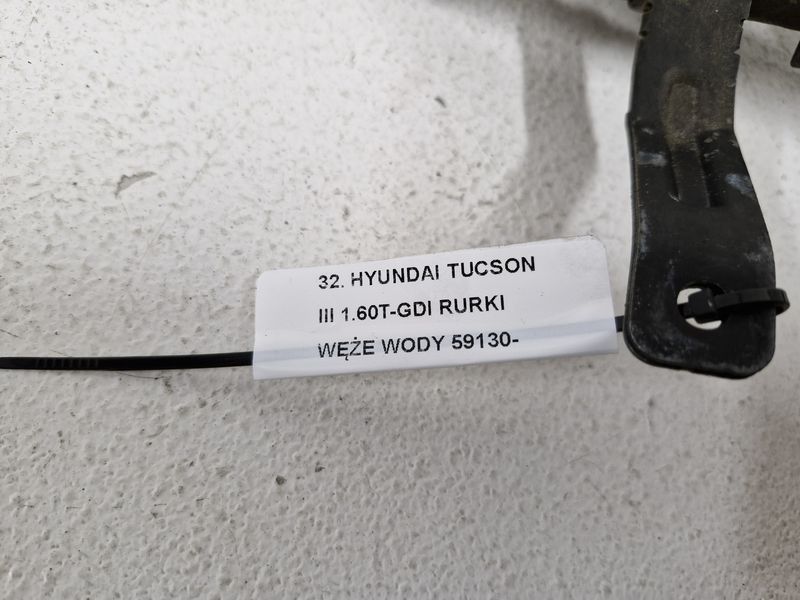 32. HYUNDAI TUCSON
III 1.60T-GDI RURKI
WĘŻE WODY 59130-